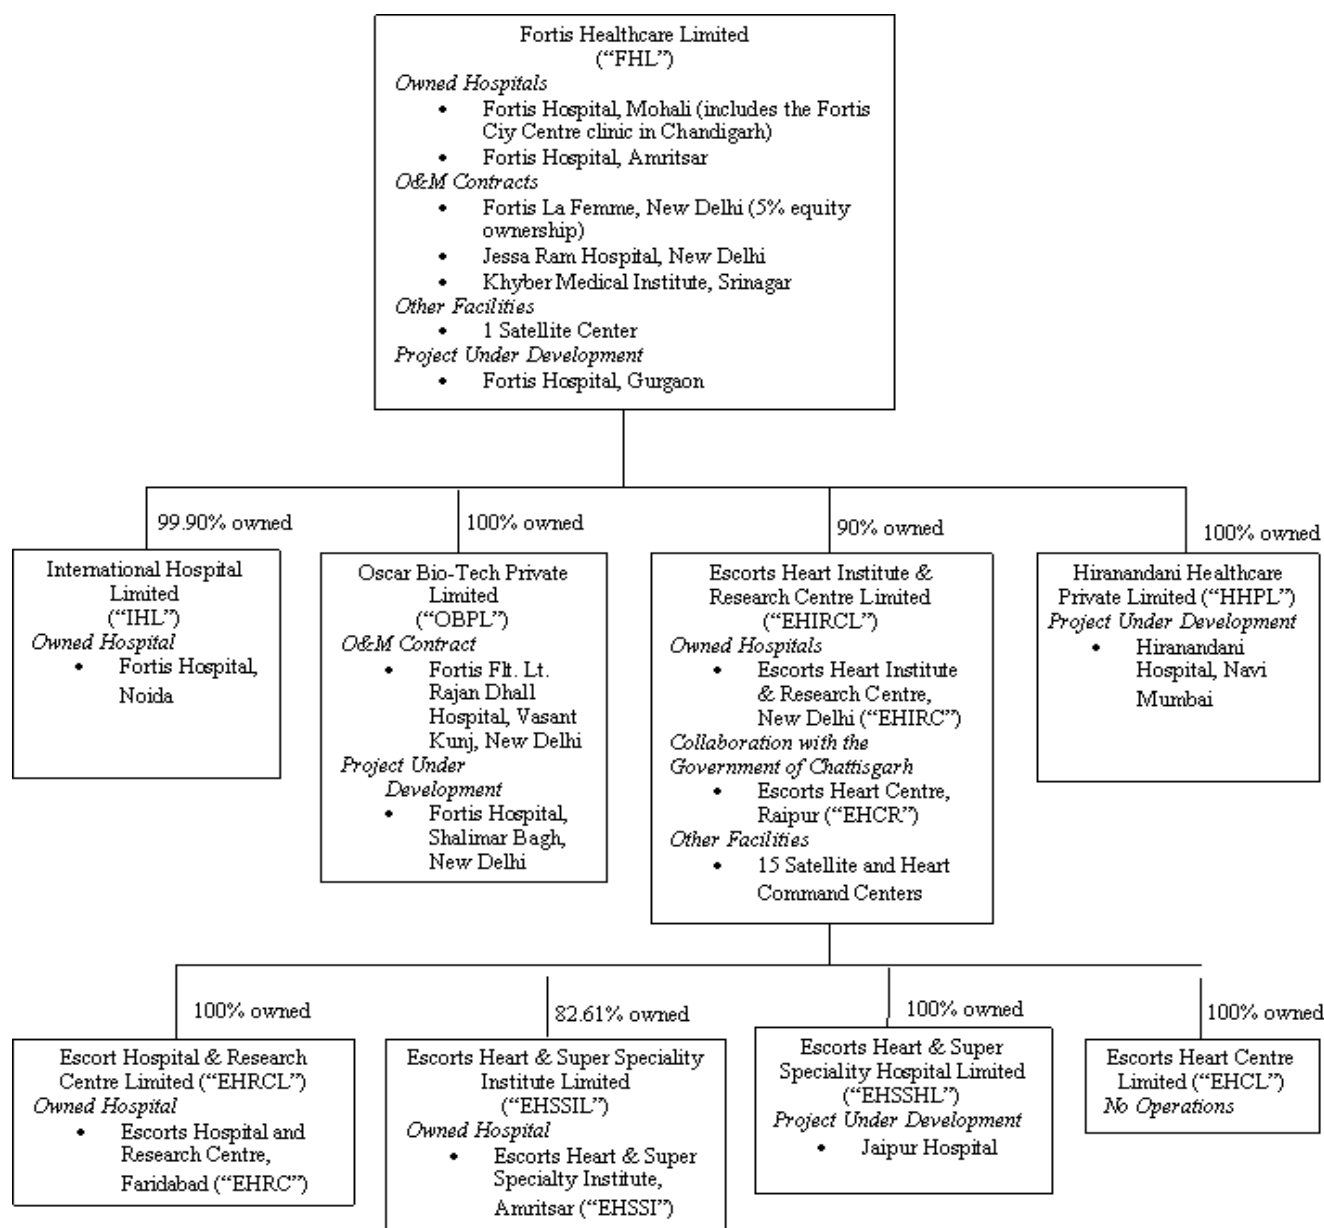 Fortis Healthcare Limited
(“FHL”)
Owned Hospitals
• Fortis Hospital, Mohali (includes the Fortis
Ciy Centre clinic in Chandigarh)
• Fortis Hospital, Amritsar
O&M Contracts
• Fortis La Femme, New Delhi (5% equity
ownership)
• Jessa Ram Hospital, New Delhi
• Khyber Medical Institute, Srinagar
Other Facilities
• 1 Satellite Center
Project Under Development
• Fortis Hospital, Gurgaon
99.90% owned
International Hospital
Limited
(“IHL”)
Owned Hospital
• Fortis Hospital,
Noida
100% owned
Oscar Bio-Tech Private
Limited
(“OBPL”)
O&M Contract
• Fortis Flt. Lt.
Rajan Dhall
Hospital, Vasant
Kunj, New Delhi
Project Under
Development
• Fortis Hospital,
Shalimar Bagh,
New Delhi
90% owned
Escorts Heart Institute &
Research Centre Limited
(“EHIRCL”)
Owned Hospitals
• Escorts Heart Institute
& Research Centre,
New Delhi (“EHIRC”)
Collaboration with the
Government of Chattisgarh
• Escorts Heart Centre,
Raipur (“EHCR”)
Other Facilities
• 15 Satellite and Heart
Command Centers
100% owned
Hiranandani Healthcare
Private Limited (“HHPL”)
Project Under Development
• Hiranandani
Hospital, Navi
Mumbai
100% owned
Escort Hospital & Research
Centre Limited (“EHRCL”)
Owned Hospital
• Escorts Hospital and
Research Centre,
Faridabad (“EHRC”)
82.61% owned
Escorts Heart & Super Speciality
Institute Limited
(“EHSSIL”)
Owned Hospital
• Escorts Heart & Super
Specialty Institute,
Amritsar (“EHSSI”)
100% owned
Escorts Heart & Super
Speciality Hospital Limited
(“EHSSHL”)
Project Under Development
• Jaipur Hospital
100% owned
Escorts Heart Centre
Limited (“EHCL”)
No Operations